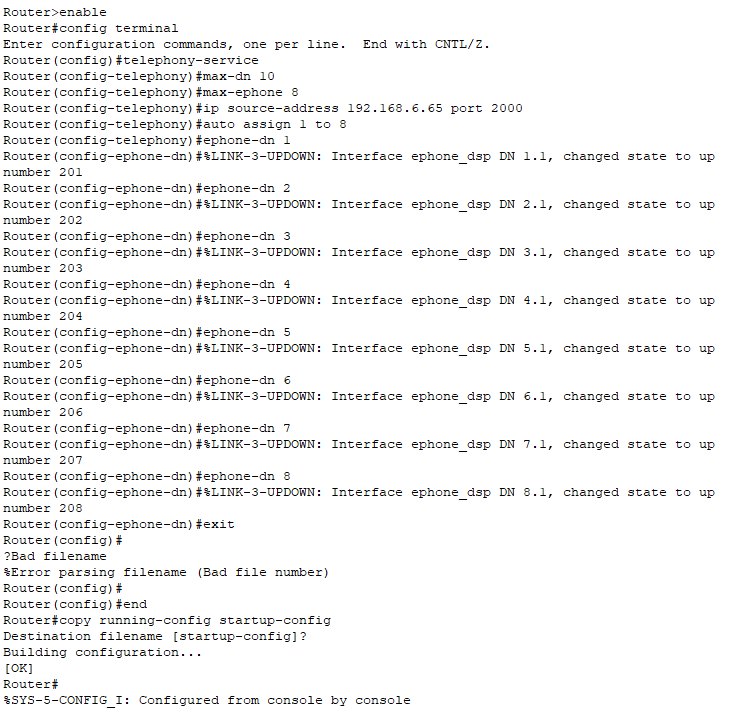 Router>enable
Router#config terminal
Enter configuration commands, one per line.  End with CNTL/Z.
Router(config)#telephony-service
Router(config-telephony)#max-dn 10
Router(config-telephony)#max-ephone 8
Router(config-telephony)#ip source-address 192.168.6.65 port 2000
Router(config-telephony)#auto assign 1 to 8
Router(config-telephony)#ephone-dn 1
Router(config-ephone-dn)#%LINK-3-UPDOWN: Interface ephone_dsp DN 1.1, changed state to up
number 201
Router(config-ephone-dn)#ephone-dn 2
Router(config-ephone-dn)#%LINK-3-UPDOWN: Interface ephone_dsp DN 2.1, changed state to up
number 202
Router(config-ephone-dn)#ephone-dn 3
Router(config-ephone-dn)#%LINK-3-UPDOWN: Interface ephone_dsp DN 3.1, changed state to up
number 203
Router(config-ephone-dn)#ephone-dn 4
Router(config-ephone-dn)#%LINK-3-UPDOWN: Interface ephone_dsp DN 4.1, changed state to up
number 204
Router(config-ephone-dn)#ephone-dn 5
Router(config-ephone-dn)#%LINK-3-UPDOWN: Interface ephone_dsp DN 5.1, changed state to up
number 205
Router(config-ephone-dn)#ephone-dn 6
Router(config-ephone-dn)#%LINK-3-UPDOWN: Interface ephone_dsp DN 6.1, changed state to up
number 206
Router(config-ephone-dn)#ephone-dn 7
Router(config-ephone-dn)#%LINK-3-UPDOWN: Interface ephone_dsp DN 7.1, changed state to up
number 207
Router(config-ephone-dn)#ephone-dn 8
Router(config-ephone-dn)#%LINK-3-UPDOWN: Interface ephone_dsp DN 8.1, changed state to up
number 208
Router(config-ephone-dn)#exit
Router(config)#
?Bad filename
%Error parsing filename (Bad file number)
Router(config)#
Router(config)#end
Router#copy running-config startup-config
Destination filename [startup-config]?
Building configuration...
[OK]
Router#
%SYS-5-CONFIG_I: Configured from console by console